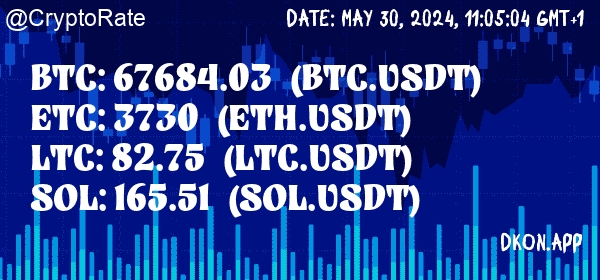 @CryptoRate
DATE: MAY 30, 2024, 11:05:04 GMT+1
BTC: 67684.03 (BTC.USDT)
ETC: 3730 (ETH.USDT)
LTC: 82.75 (LTC.USDT)
SOL: 165.51 (SOL.USDT)
DKON.APP